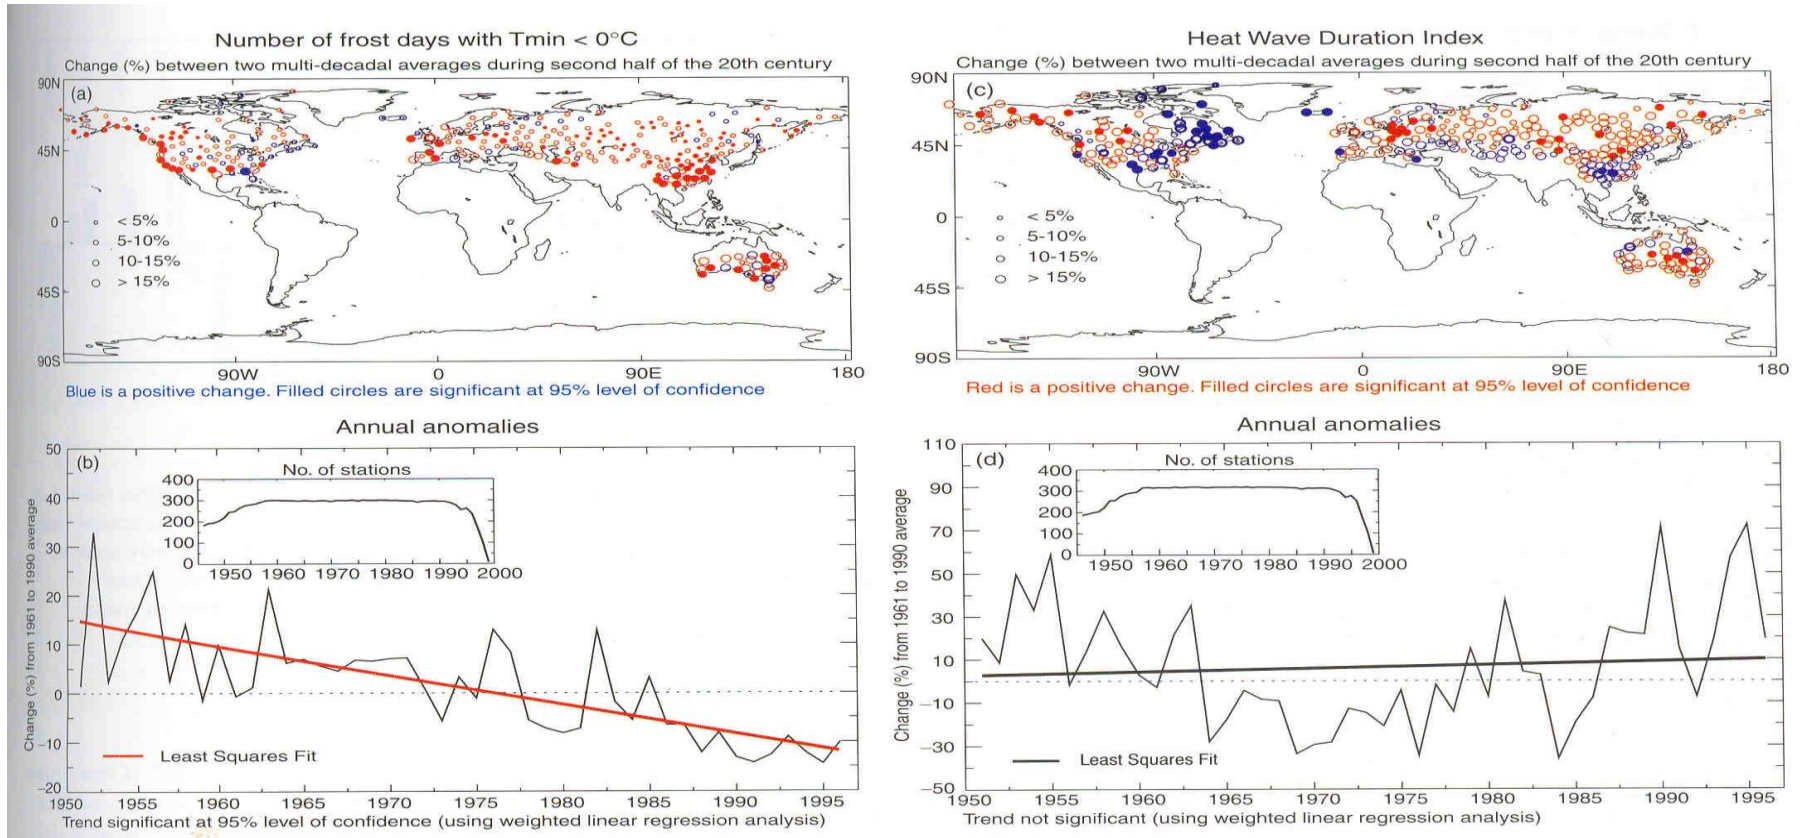 Number of frost days with Tmin < 0°C
Change (%) between two multi-decadal averages during second half of the 20th century
(a)
90N
45N
0
45S
90S
< 5%
5-10%
10-15%
> 15%
90W 0 90E 180
Blue is a positive change. Filled circles are significant at 95% level of confidence
Heat Wave Duration Index
Change (%) between two multi-decadal averages during second half of the 20th century
(c)
90N
45N
0
45S
90S
< 5%
5-10%
10-15%
> 15%
90W 0 90E 180
Red is a positive change. Filled circles are significant at 95% level of confidence
Annual anomalies
(b)
Change (%) from 1961 to 1990 average
50
40
30
20
10
0
-10
-20
No. of stations
400
300
200
100
0
1950 1960 1970 1980 1990 2000
Least Squares Fit
1950 1955 1960 1965 1970 1975 1980 1985 1990 1995
Trend significant at 95% level of confidence (using weighted linear regression analysis)
Annual anomalies
(d)
Change (%) from 1961 to 1990 average
110
90
70
50
30
10
-10
-30
-50
No. of stations
400
300
200
100
0
1950 1960 1970 1980 1990 2000
Least Squares Fit
1950 1955 1960 1965 1970 1975 1980 1985 1990 1995
Trend not significant (using weighted linear regression analysis)